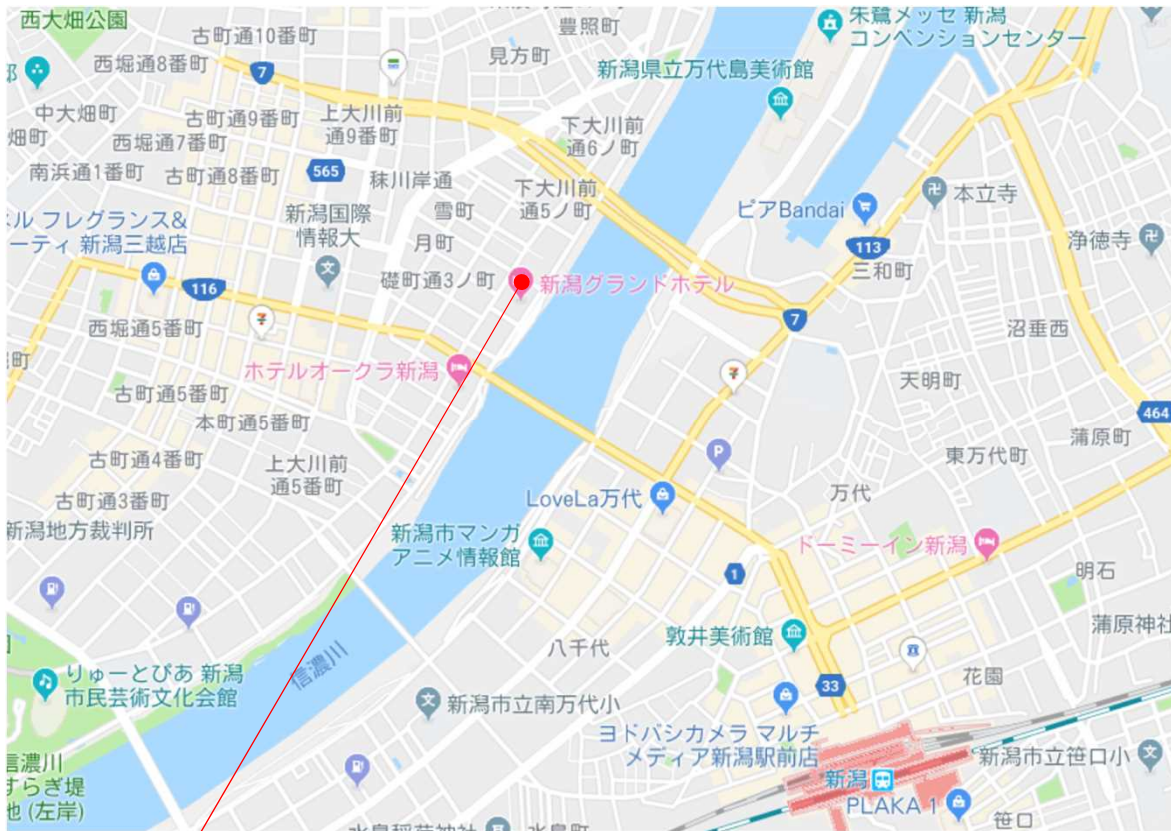 西大畑公園
古町通10番町
豊照町
朱鷺メッセ 新潟
コンベンションセンター
西堀通8番町
7
見方町
新潟県立万代島美術館
中大畑町
古町通9番町
上大川前
通9番町
下大川前
通6ノ町
畑町
西堀通7番町
南浜通1番町
古町通8番町
565
秣川岸通
下大川前
通5ノ町
本立寺
ピアBandai
新潟国際
情報大
雪町
月町
ル フレグランス&
ーティ 新潟三越店
113
浄徳寺
三和町
礎町通3ノ町
新潟グランドホテル
116
7
西堀通5番町
沼垂西
町
ホテルオークラ新潟
天明町
古町通5番町
本町通5番町
464
蒲原町
古町通4番町
上大川前
通5番町
P
東万代町
古町通3番町
LoveLa万代
万代
新潟地方裁判所
新潟市マンガ
アニメ情報館
ドーミーイン新潟
1
明石
蒲原神社
敦井美術館
八千代
信濃川
りゅーとぴあ 新潟
市民芸術文化会館
花園
33
新潟市立南万代小
ヨドバシカメラ マルチ
メディア新潟駅前店
新潟市立笹口小
信濃川
すらぎ堤
地 (左岸)
新潟
PLAKA 1
笹口